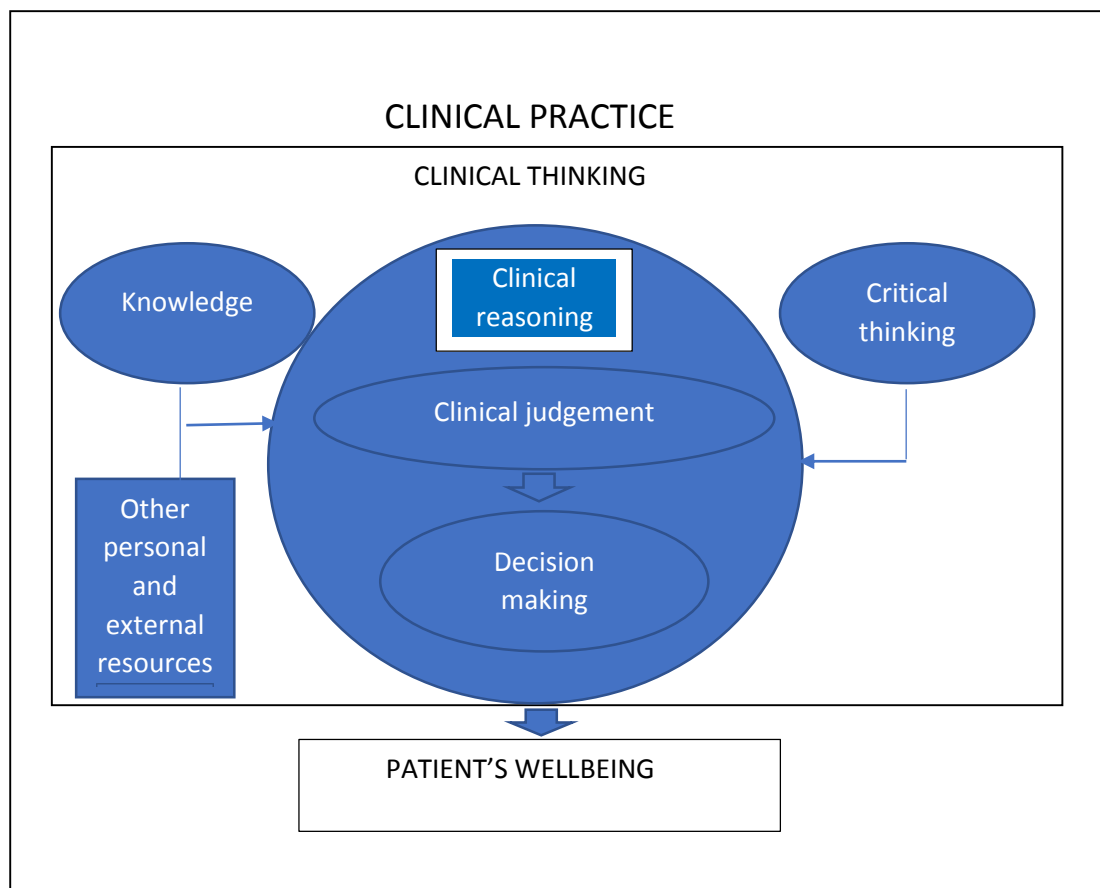 CLINICAL PRACTICE
CLINICAL THINKING
Knowledge
Clinical
reasoning
Critical
thinking
Clinical judgement
Other
personal
and
external
resources
Decision
making
PATIENT’S WELLBEING